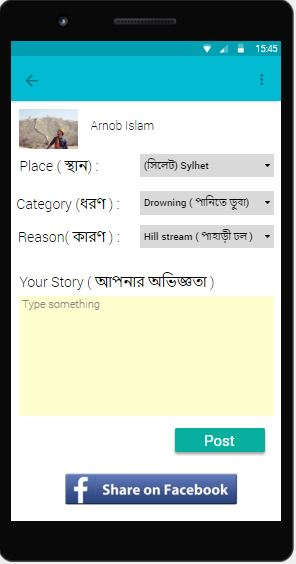 15:45
Arnob Islam
Place ( স্থান) :
(সিলেট) Sylhet
Category (ধরণ ) :
Drowning ( পানিতে ডুবা)
Reason( কারণ ) :
Hill stream ( পাহাড়ী ঢল )
Your Story ( আপনার অভিজ্ঞতা )
Type something
Post
f Share on Facebook